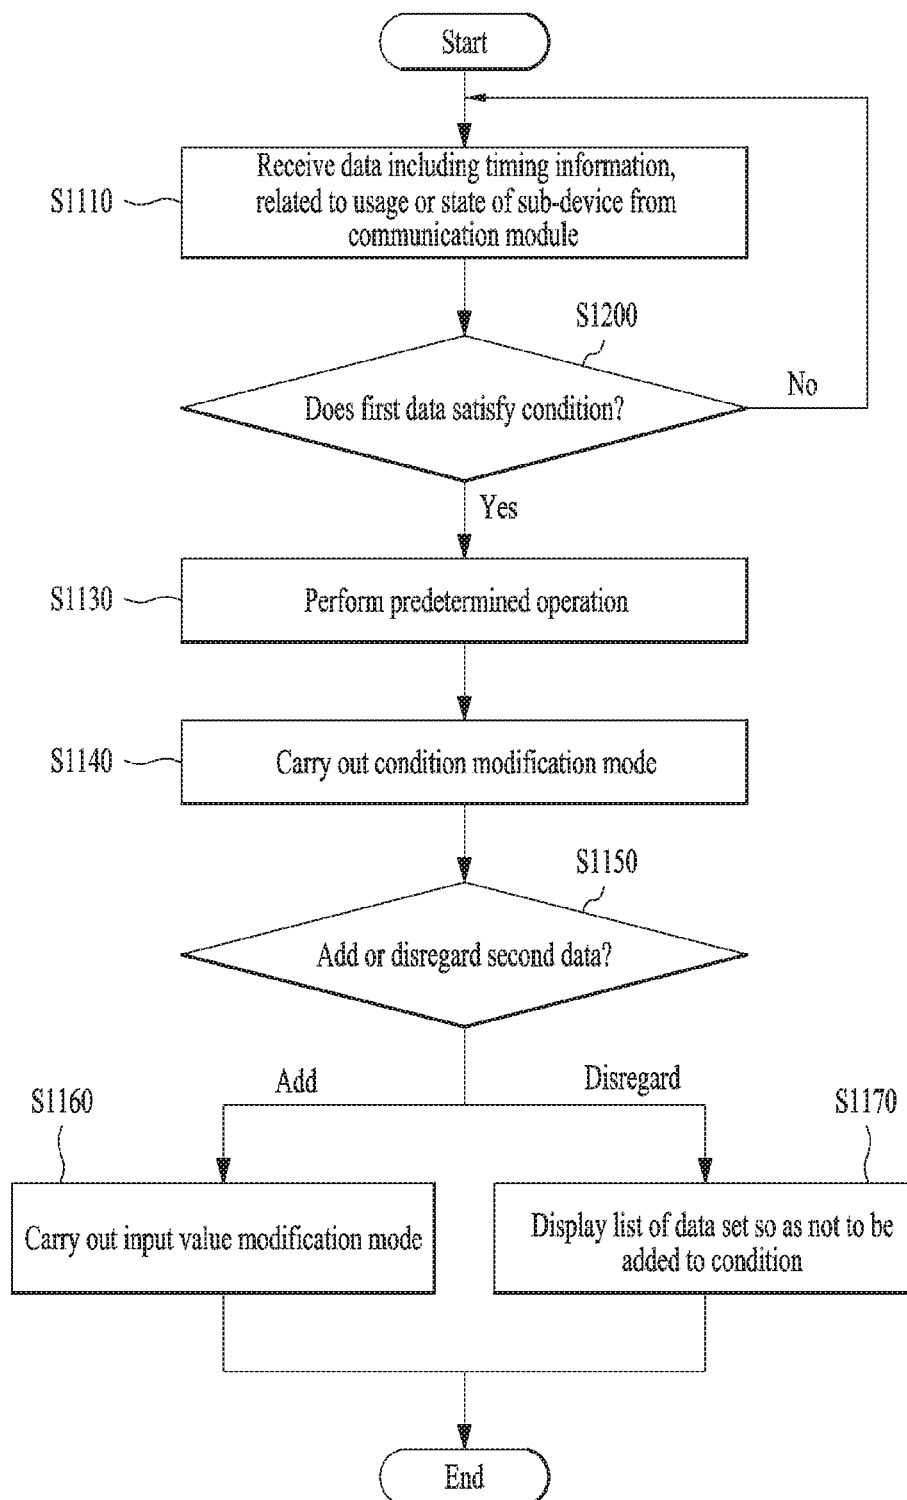 Start
S1110
Receive data including timing information,
related to usage or state of sub-device from
communication module
S1200
Does first data satisfy condition?
No
Yes
S1130
Perform predetermined operation
S1140
Carry out condition modification mode
S1150
Add or disregard second data?
Add
Disregard
S1160
S1170
Carry out input value modification mode
Display list of data set so as not to be
added to condition
End